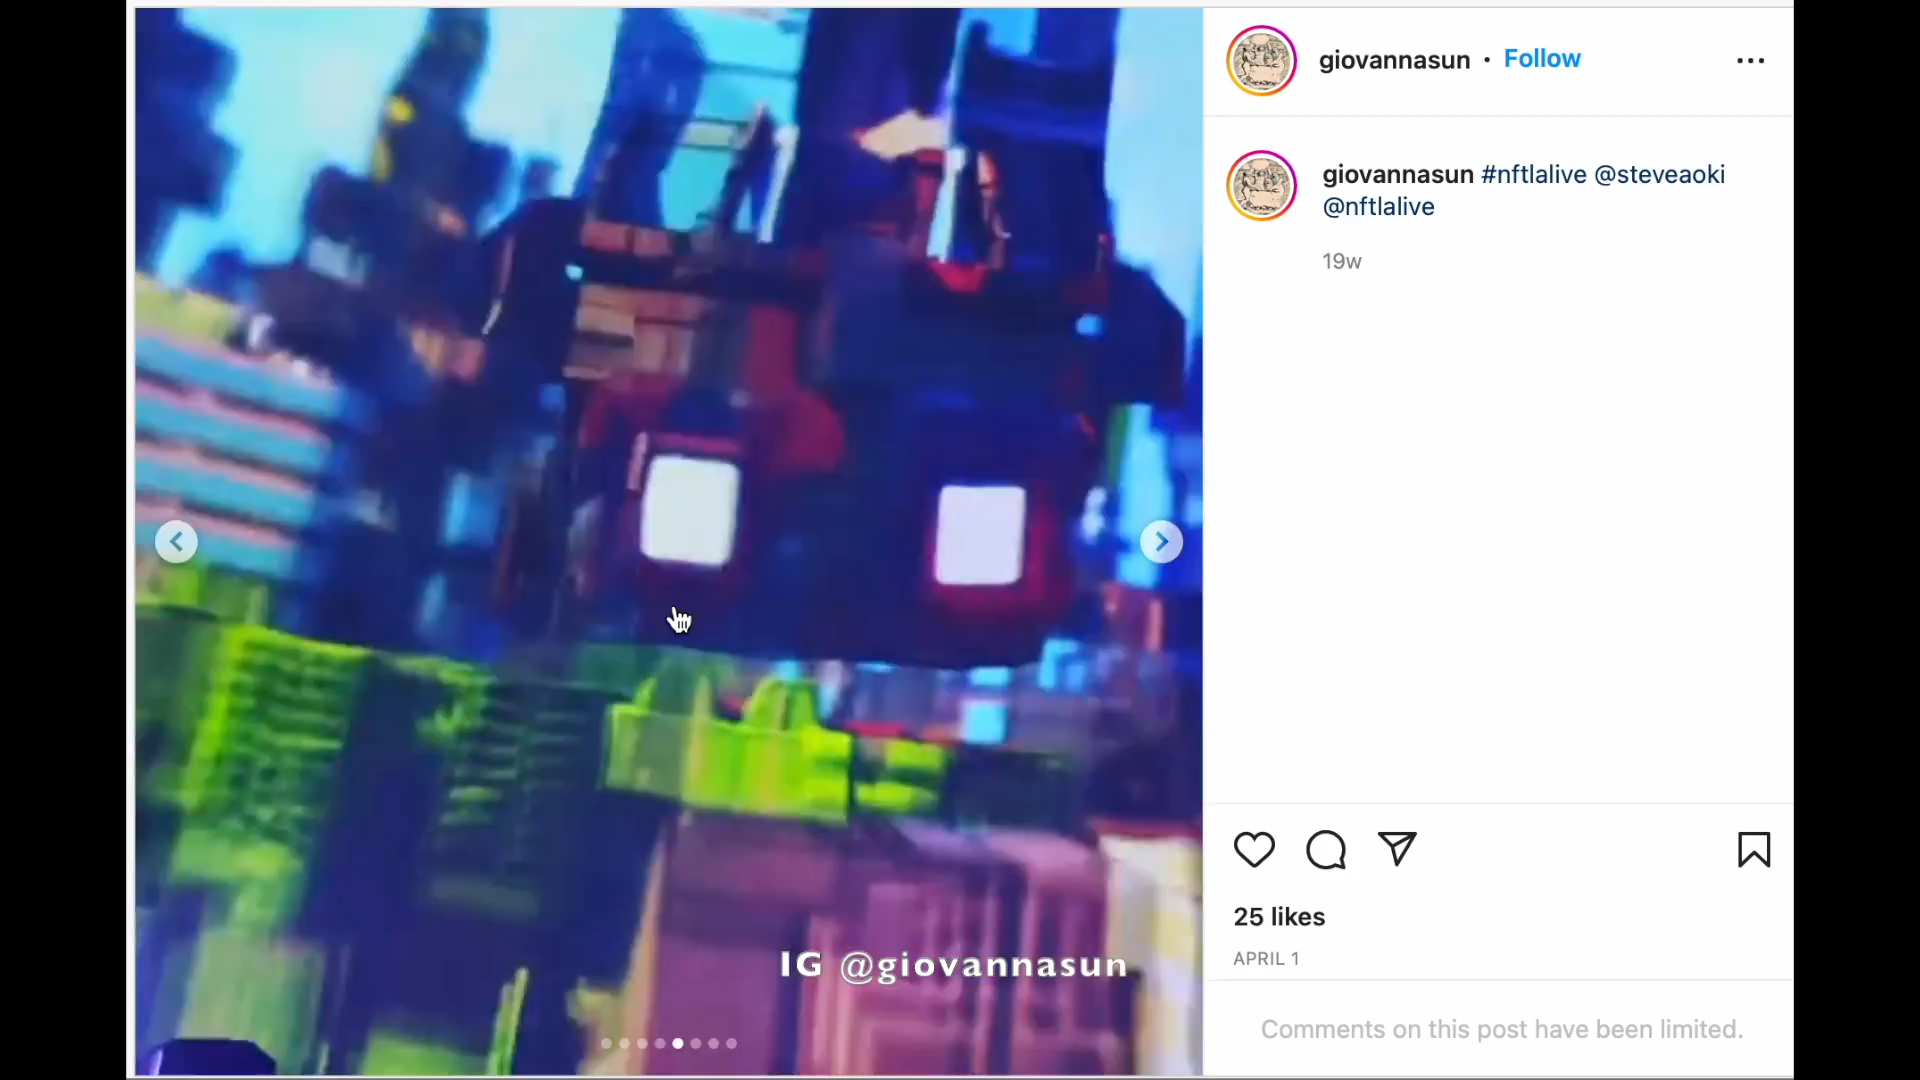 giovannasun • Follow
giovannasun #nftlalive @steveaoki
@nftlalive
19w
25 likes
APRIL 1
IG @giovannasun
Comments on this post have been limited.